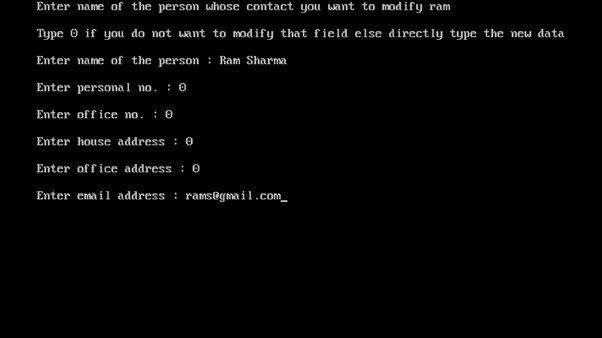 Enter name of the person whose contact you want to modify ram
Type 0 if you do not want to modify that field else directly type the new data
Enter name of the person : Ram Sharma
Enter personal no. : 0
Enter office no. : 0
Enter house address : 0
Enter office address : 0
Enter email address : rams@gmail.com_